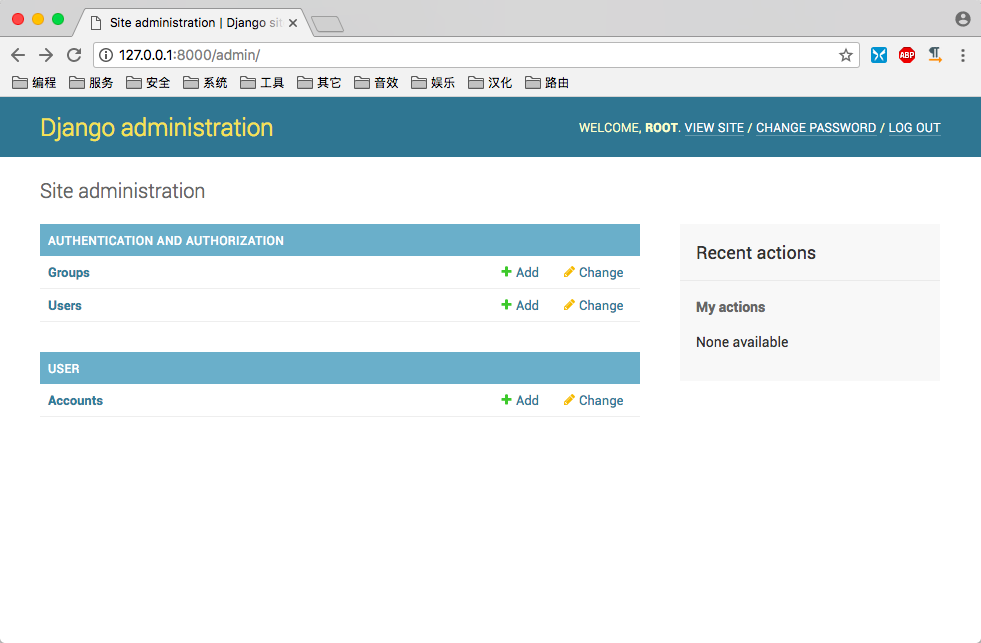 Site administration | Django sit
127.0.0.1:8000/admin/
ABP
编程 服务 安全 系统 工具 其它 音效 娱乐 汉化 路由
Django administration
WELCOME, ROOT. VIEW SITE / CHANGE PASSWORD / LOG OUT
Site administration
AUTHENTICATION AND AUTHORIZATION
Groups Add Change
Users Add Change
USER
Accounts Add Change
Recent actions
My actions
None available